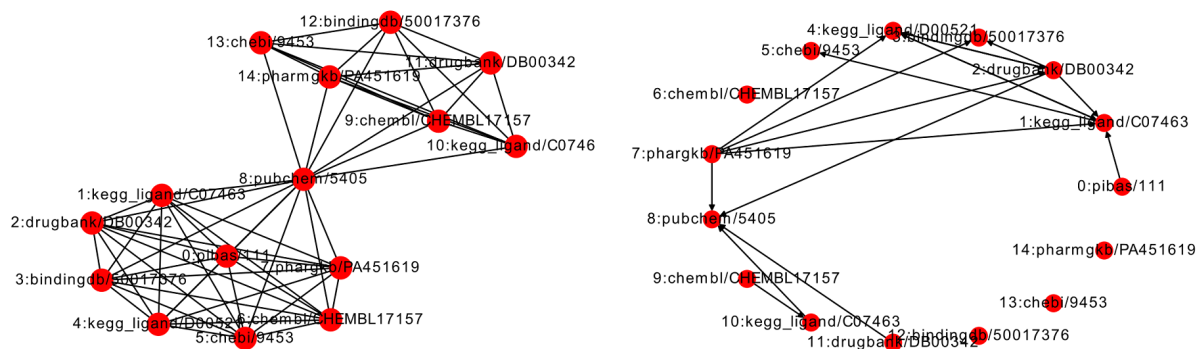 12:bindingdb/50017376
13:chebi/9453
11:drugbank/DB00342
14:pharmgkb/PA451619
9:chembl/CHEMBL17157
10:kegg_ligand/C0746
8:pubchem/5405
1:kegg_ligand/C07463
2:drugbank/DB00342
0:pibas/111
7:phargkb/PA451619
3:bindingdb/50017376
4:kegg_ligand/D00521
6:chembl/CHEMBL17157
5:chebi/9453
4:kegg_ligand/D00521
3:bindingdb/50017376
5:chebi/9453
2:drugbank/DB00342
6:chembl/CHEMBL17157
1:kegg_ligand/C07463
7:phargkb/PA451619
0:pibas/111
8:pubchem/5405
14:pharmgkb/PA451619
9:chembl/CHEMBL17157
13:chebi/9453
10:kegg_ligand/C07463
12:bindingdb/50017376
11:drugbank/DB00342